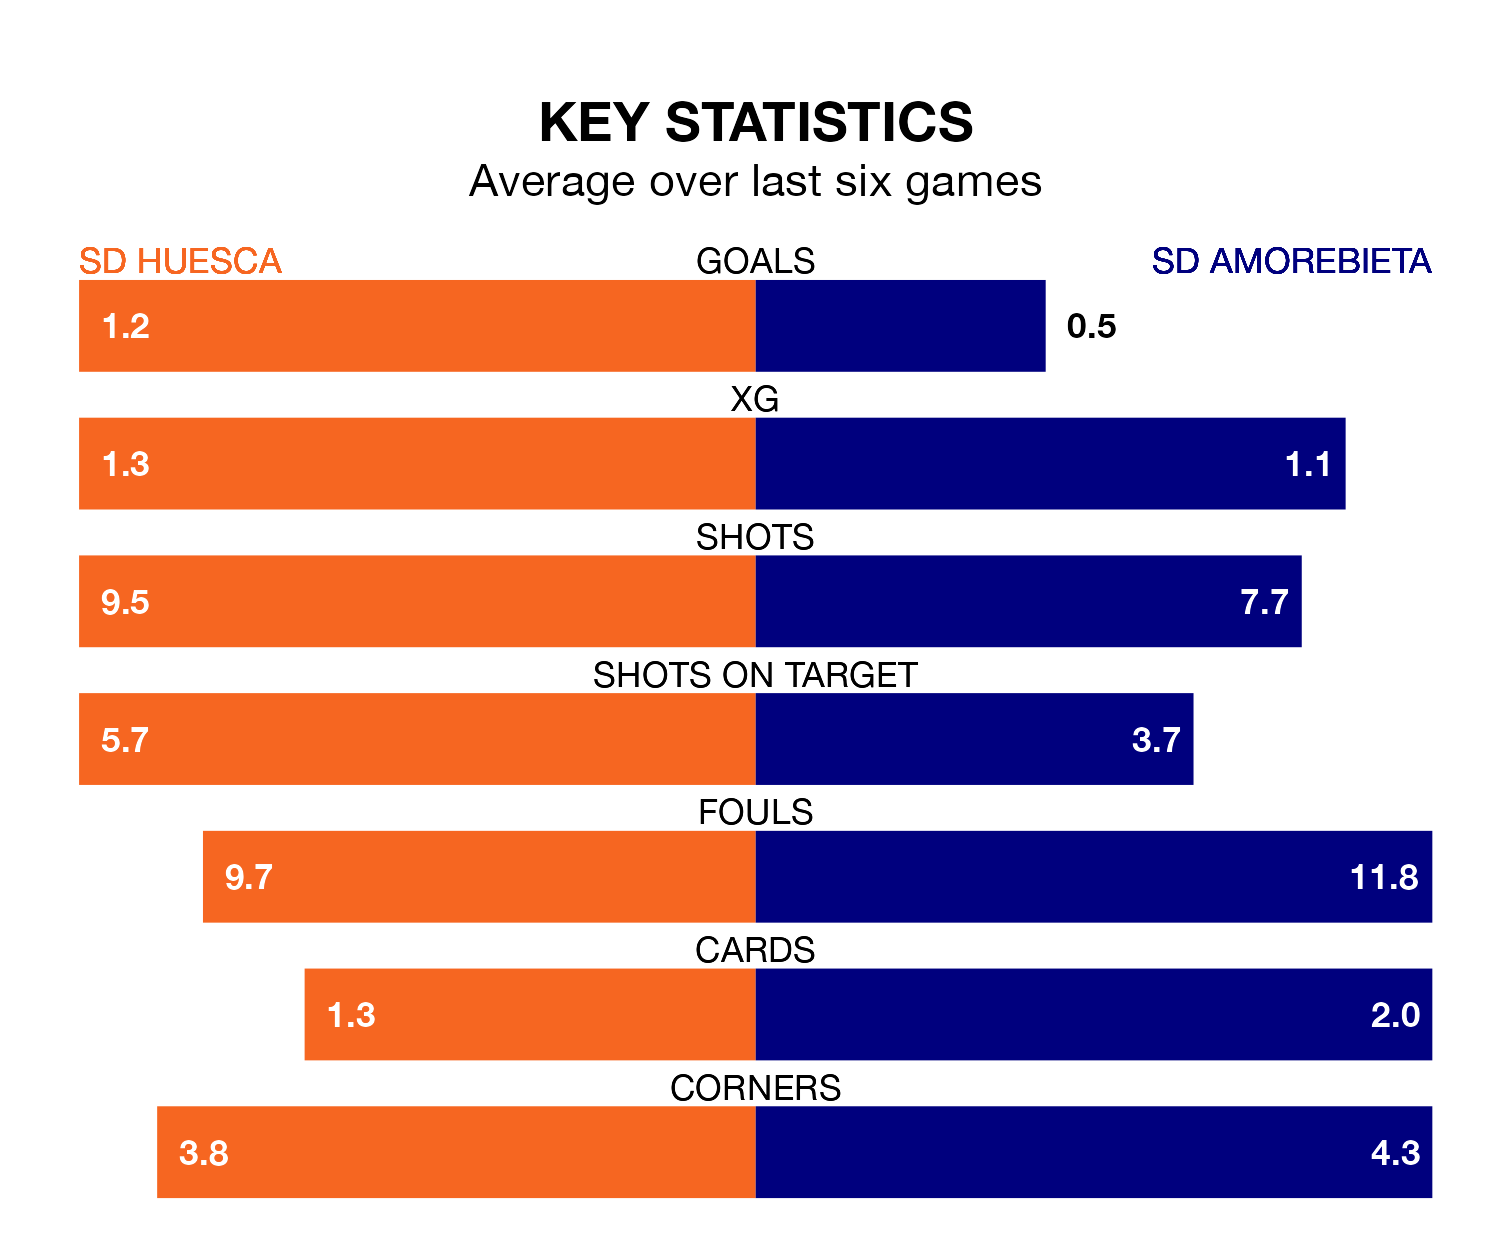 KEY STATISTICS
Average over last six games
SD HUESCA GOALS SD AMOREBIETA
1.2 0.5
XG
1.3 1.1
SHOTS
9.5 7.7
SHOTS ON TARGET
5.7 3.7
FOULS
9.7 11.8
CARDS
1.3 2.0
CORNERS
3.8 4.3